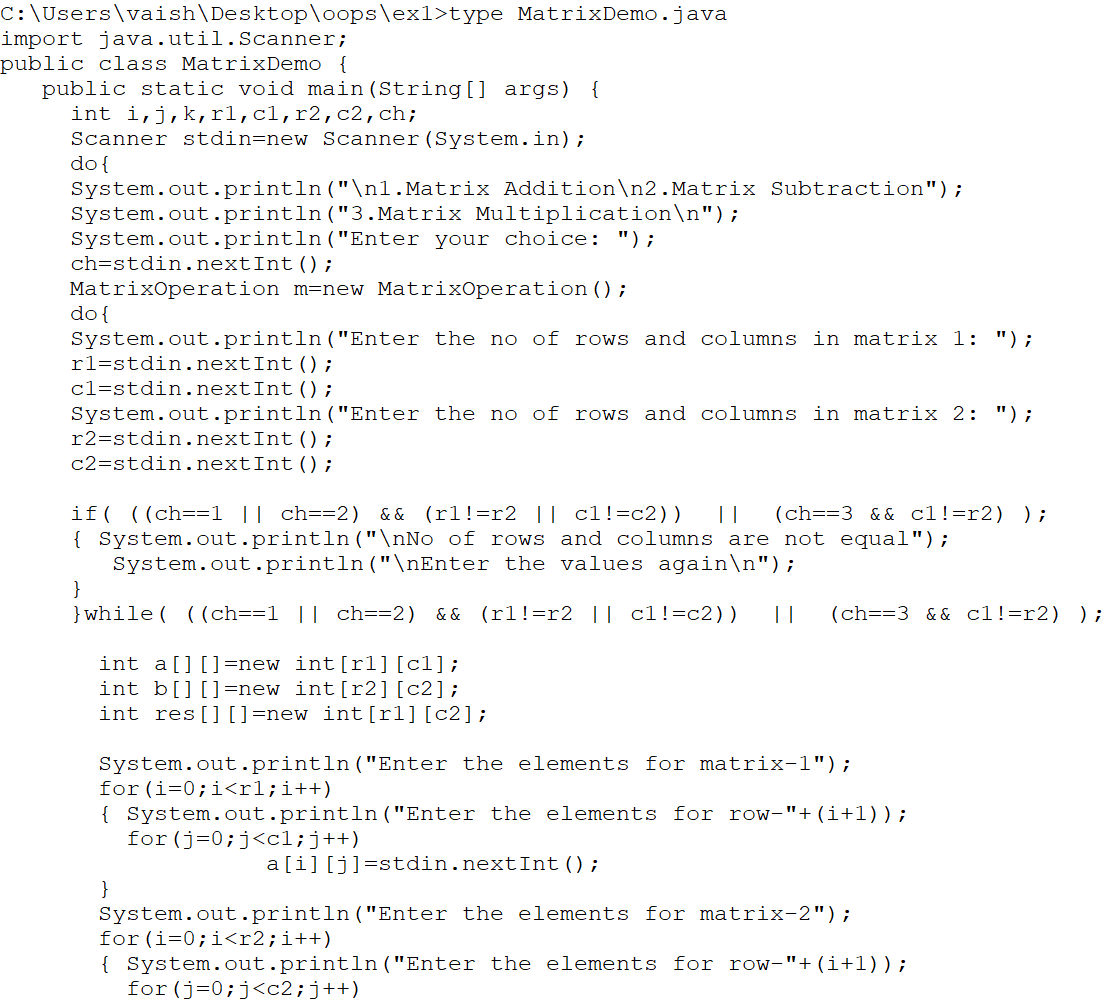 C:\Users\vaish\Desktop\oops\ex1>type MatrixDemo.java
import java.util.Scanner;
public class MatrixDemo {
   public static void main(String[] args) {
     int i,j,k,r1,c1,r2,c2,ch;
     Scanner stdin=new Scanner(System.in);
     do{
     System.out.println("\n1.Matrix Addition\n2.Matrix Subtraction");
     System.out.println("3.Matrix Multiplication\n");
     System.out.println("Enter your choice: ");
     ch=stdin.nextInt();
     MatrixOperation m=new MatrixOperation();
     do{
     System.out.println("Enter the no of rows and columns in matrix 1: ");
     r1=stdin.nextInt();
     c1=stdin.nextInt();
     System.out.println("Enter the no of rows and columns in matrix 2: ");
     r2=stdin.nextInt();
     c2=stdin.nextInt();

     if( ((ch==1 || ch==2) && (r1!=r2 || c1!=c2))  ||  (ch==3 && c1!=r2) );
     { System.out.println("\nNo of rows and columns are not equal");
        System.out.println("\nEnter the values again\n");
     }
     }while( ((ch==1 || ch==2) && (r1!=r2 || c1!=c2))  ||  (ch==3 && c1!=r2) );

       int a[][]=new int[r1][c1];
       int b[][]=new int[r2][c2];
       int res[][]=new int[r1][c2];

       System.out.println("Enter the elements for matrix-1");
       for(i=0;i<r1;i++)
       { System.out.println("Enter the elements for row-"+(i+1));
         for(j=0;j<c1;j++)
                   a[i][j]=stdin.nextInt();
       }
       System.out.println("Enter the elements for matrix-2");
       for(i=0;i<r2;i++)
       { System.out.println("Enter the elements for row-"+(i+1));
         for(j=0;j<c2;j++)